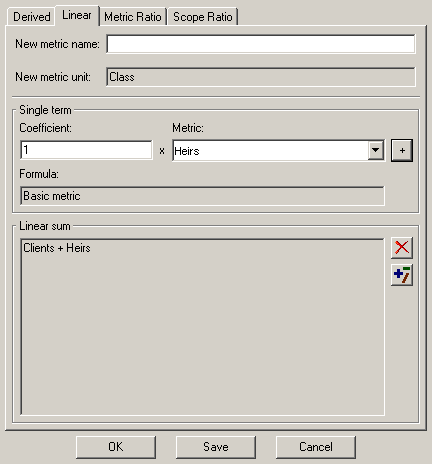 Derived Linear Metric Ratio Scope Ratio
New metric name:
New metric unit: Class
Single term
Coefficient: Metric:
1 x Heirs +
Formula:
Basic metric
Linear sum
Clients + Heirs
OK Save Cancel